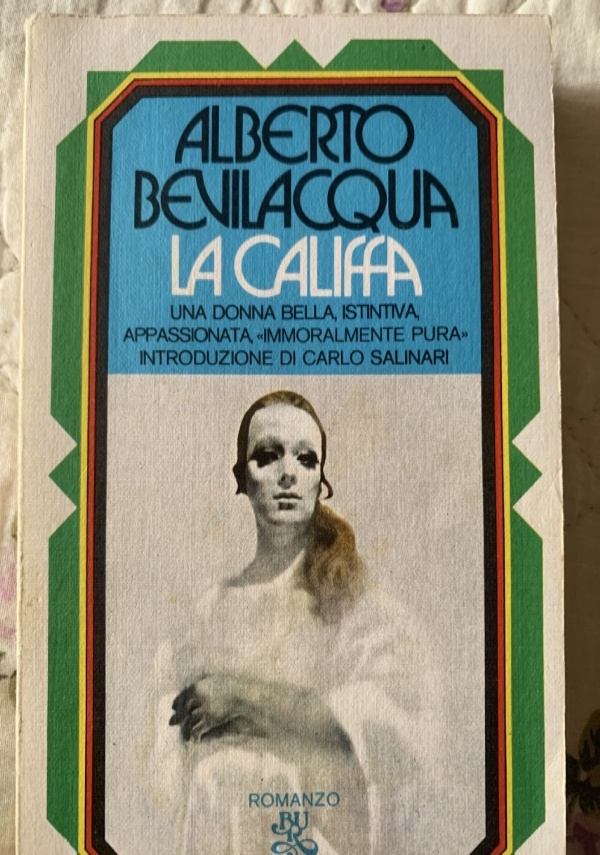 ALBERTO
BEVILACQUA
LA CALIFFA
UNA DONNA BELLA, ISTINTIVA,
APPASSIONATA, «IMMORALMENTE PURA»
INTRODUZIONE DI CARLO SALINARI
ROMANZO
BUR